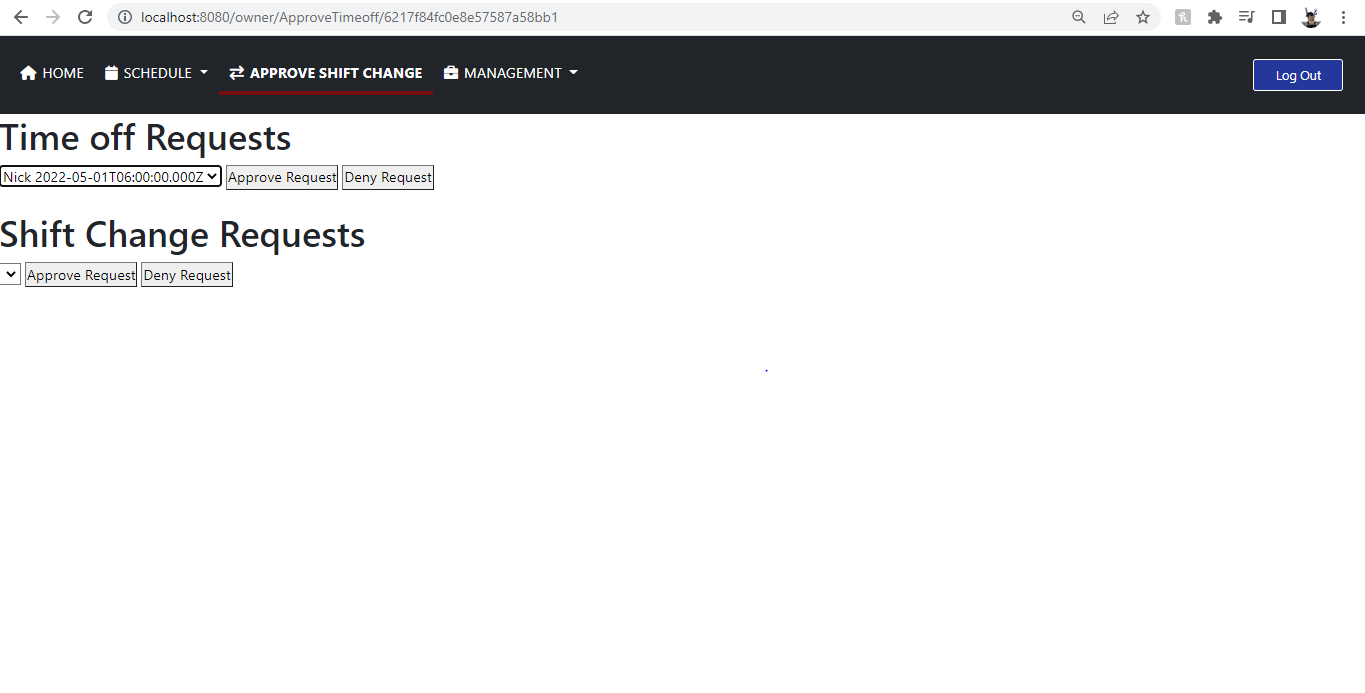 localhost:8080/owner/ApproveTimeoff/6217f84fc0e8e57587a58bb1
HOME SCHEDULE APPROVE SHIFT CHANGE MANAGEMENT Log Out
Time off Requests
Nick 2022-05-01T06:00:00.000Z Approve Request Deny Request
Shift Change Requests
Approve Request Deny Request